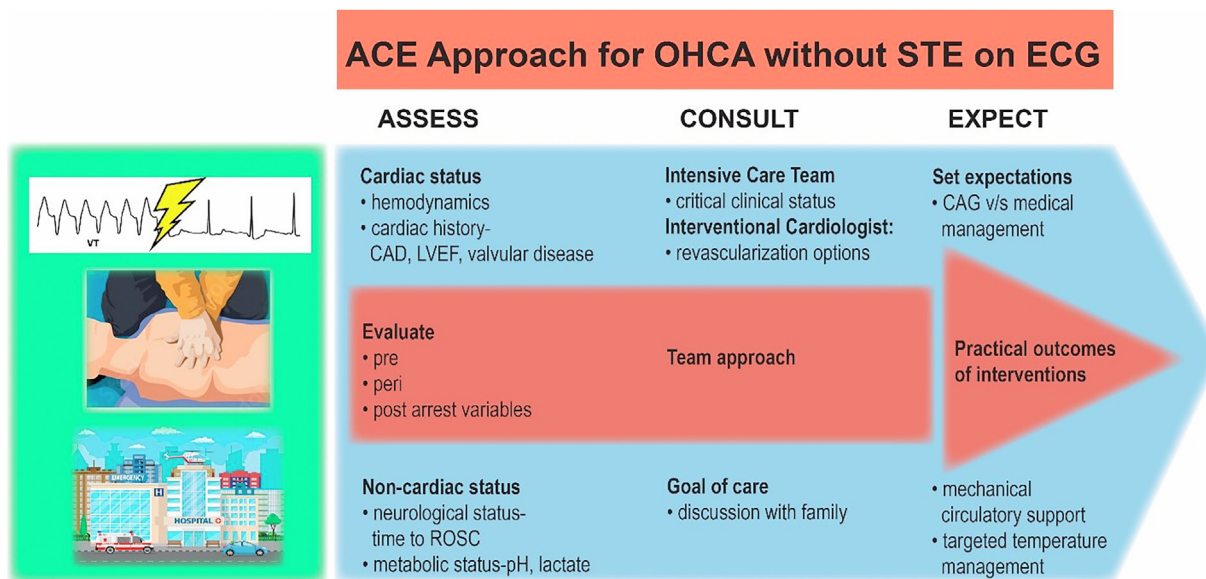 ACE Approach for OHCA without STE on ECG
ASSESS
CONSULT
EXPECT
VT
EMERGENCY
H
HOSPITAL
Cardiac status
• hemodynamics
• cardiac history-
CAD, LVEF, valvular disease
Evaluate
• pre
• peri
• post arrest variables
Non-cardiac status
• neurological status-
time to ROSC
• metabolic status-pH, lactate
Intensive Care Team
• critical clinical status
Interventional Cardiologist:
• revascularization options
Team approach
Goal of care
• discussion with family
Set expectations
• CAG v/s medical
management
Practical outcomes
of interventions
• mechanical
circulatory support
• targeted temperature
management